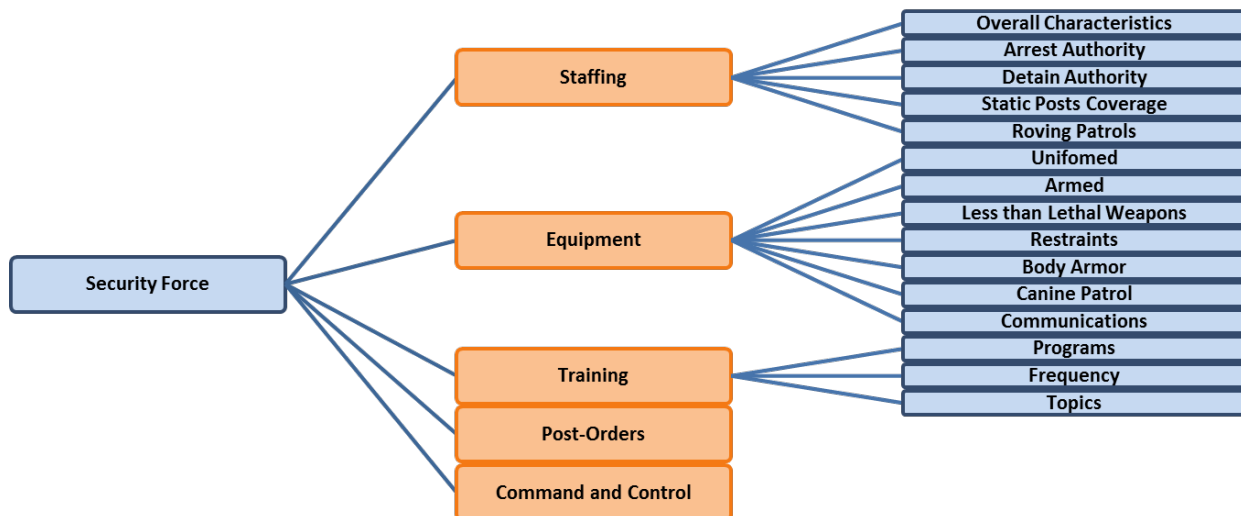 Security Force
Staffing
Overall Characteristics
Arrest Authority
Detain Authority
Static Posts Coverage
Roving Patrols
Equipment
Unifomed
Armed
Less than Lethal Weapons
Restraints
Body Armor
Canine Patrol
Communications
Training
Programs
Frequency
Topics
Post-Orders
Command and Control